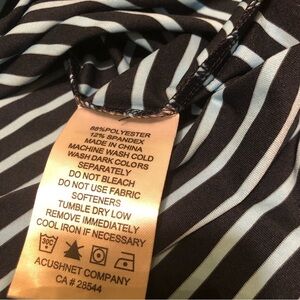 88%POLYESTER
12% SPANDEX
MADE IN CHINA
MACHINE WASH COLD
WASH DARK COLORS
SEPARATELY
DO NOT BLEACH
DO NOT USE FABRIC
SOFTENERS
TUMBLE DRY LOW
REMOVE IMMEDIATELY
COOL IRON IF NECESSARY
30C
ACUSHNET COMPANY
CA # 28544